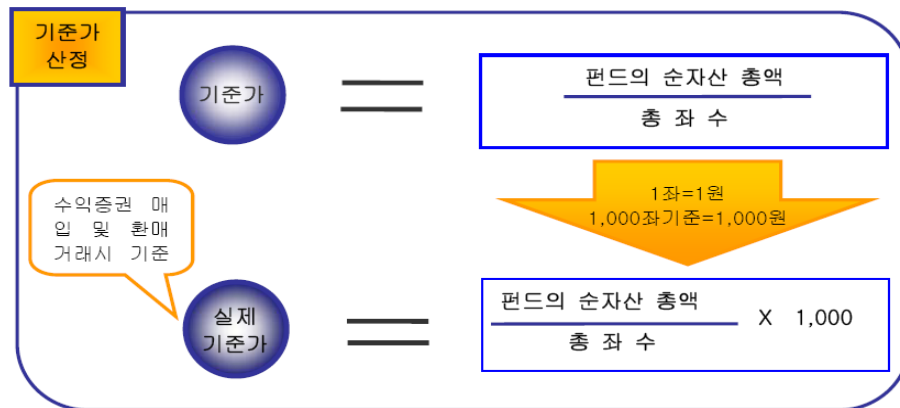 기준가
산정
기준가
펀드의 순자산 총액
총 좌 수
1좌=1원
1,000좌기준=1,000원
수익증권 매
입 및 환매
거래시 기준
실제
기준가
펀드의 순자산 총액
총 좌 수
X 1,000